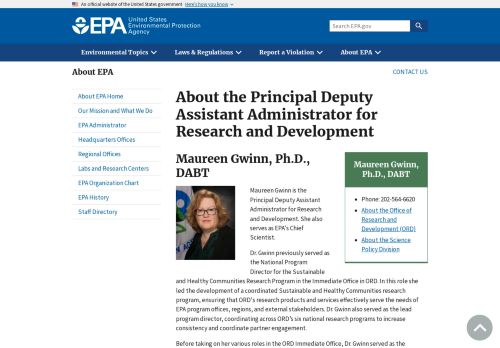 An official website of the United States government Here's how you know
EPA United States
Environmental Protection
Agency
Search EPA.gov
Environmental Topics Laws & Regulations Report a Violation About EPA
About EPA
CONTACT US
About EPA Home
Our Mission and What We Do
EPA Administrator
Headquarters Offices
Regional Offices
Labs and Research Centers
EPA Organization Chart
EPA History
Staff Directory
About the Principal Deputy
Assistant Administrator for
Research and Development
Maureen Gwinn, Ph.D.,
DABT
Maureen Gwinn is the
Principal Deputy Assistant
Administrator for Research
and Development. She also
serves as EPA's Chief
Scientist.
Dr. Gwinn previously served as
the National Program
Director for the Sustainable
and Healthy Communities Research Program in the Immediate Office in ORD. In this role she
led the development of a coordinated Sustainable and Healthy Communities research
program, ensuring that ORD's research products and services effectively serve the needs of
EPA program offices, regions, and external stakeholders. Dr. Gwinn also served as the lead
program director, coordinating across ORD's six national research programs to increase
consistency and coordinate partner engagement.
Before taking on her various roles in the ORD Immediate Office, Dr. Gwinn served as the
Maureen Gwinn,
Ph.D., DABT
Phone: 202-564-6620
About the Office of
Research and
Development (ORD)
About the Science
Policy Division